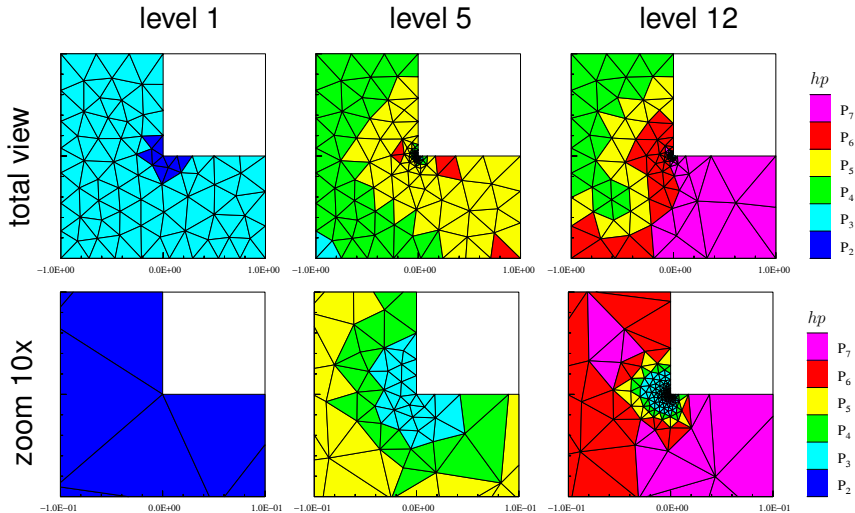 level 1 level 5 level 12
total view
hp
P7
P6
P5
P4
P3
P2
−1.0E+00 0.0E+00 1.0E+00
−1.0E+00 0.0E+00 1.0E+00
−1.0E+00 0.0E+00 1.0E+00
zoom 10x
hp
P7
P6
P5
P4
P3
P2
−1.0E−01 0.0E+00 1.0E−01
−1.0E−01 0.0E+00 1.0E−01
−1.0E−01 0.0E+00 1.0E−01